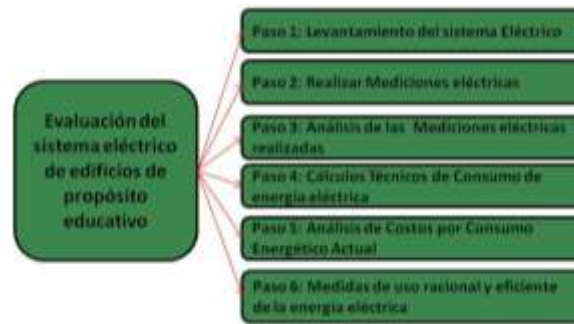 Evaluación del
sistema eléctrico
de edificios de
propósito
educativo
Paso 1: Levantamiento del sistema Eléctrico
Paso 2: Realizar Mediciones eléctricas
Paso 3: Análisis de las Mediciones eléctricas
realizadas
Paso 4: Cálculos Técnicos de Consumo de
energía eléctrica
Paso 5: Análisis de Costos por Consumo
Energético Actual
Paso 6: Medidas de uso racional y eficiente
de la energía eléctrica